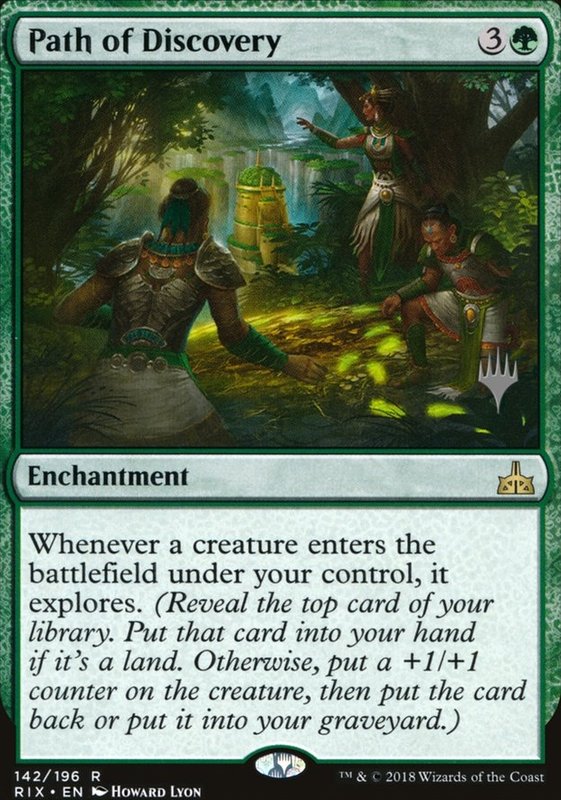 Path of Discovery 3
Enchantment
Whenever a creature enters the
battlefield under your control, it
explores. (Reveal the top card of your
library. Put that card into your hand
if it's a land. Otherwise, put a +1/+1
counter on the creature, then put the card
back or put it into your graveyard.)
142/196 R
RIX • EN Howard Lyon
™ & © 2018 Wizards of the Coast